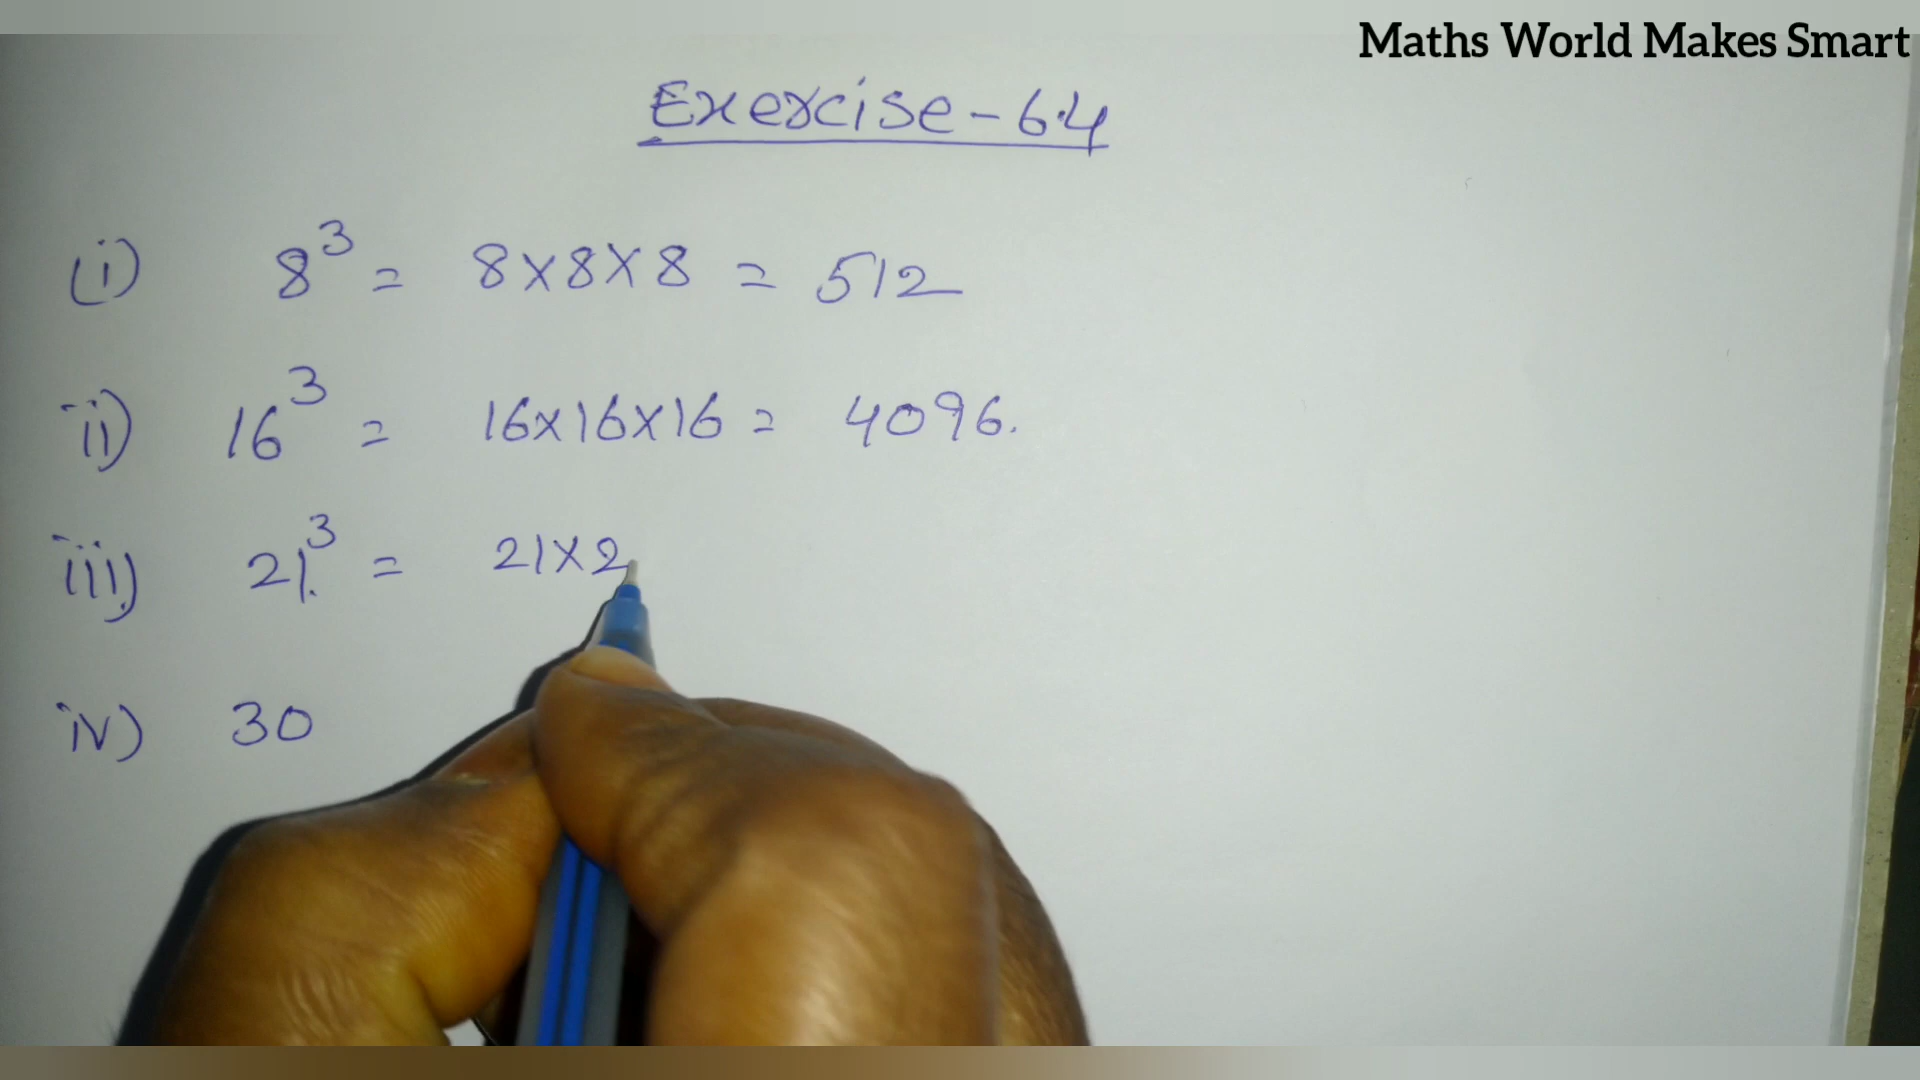 Maths World Makes Smart
Exercise-6.4
(i) 8³ = 8×8×8 = 512
ii) 16³ = 16×16×16 = 4096.
iii) 21³ = 21×2
iv) 30